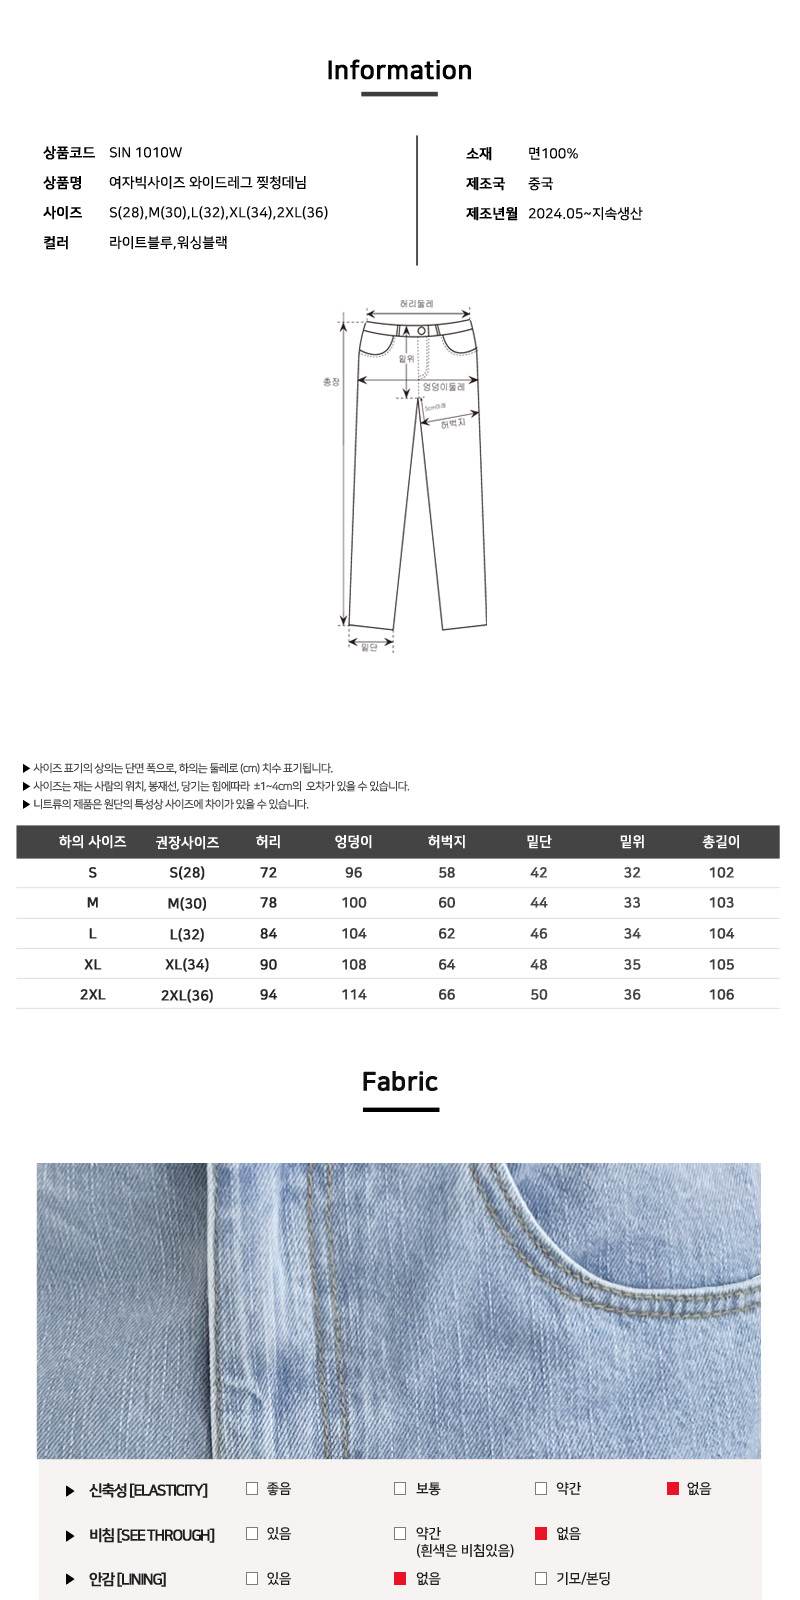 Information
상품코드 SIN 1010W
상품명 여자빅사이즈 와이드레그 찢청데님
사이즈 S(28),M(30),L(32),XL(34),2XL(36)
컬러 라이트블루,워싱블랙
소재 면100%
제조국 중국
제조년월 2024.05~지속생산
허리둘레
밑위
총장
엉덩이둘레
5cm아래
허벅지
밑단
▶ 사이즈 표기의 상의는 단면 폭으로, 하의는 둘레로 (cm) 치수 표기됩니다.
▶ 사이즈는 재는 사람의 위치, 봉재선, 당기는 힘에따라 ±1~4cm의 오차가 있을 수 있습니다.
▶ 니트류의 제품은 원단의 특성상 사이즈에 차이가 있을 수 있습니다.
하의 사이즈 권장사이즈 허리 엉덩이 허벅지 밑단 밑위 총길이
S S(28) 72 96 58 42 32 102
M M(30) 78 100 60 44 33 103
L L(32) 84 104 62 46 34 104
XL XL(34) 90 108 64 48 35 105
2XL 2XL(36) 94 114 66 50 36 106
Fabric
▶ 신축성 [ELASTICITY] 좋음 보통 약간 없음
▶ 비침 [SEE THROUGH] 있음 약간 없음
(흰색은 비침있음)
▶ 안감 [LINING] 있음 없음 기모/본딩